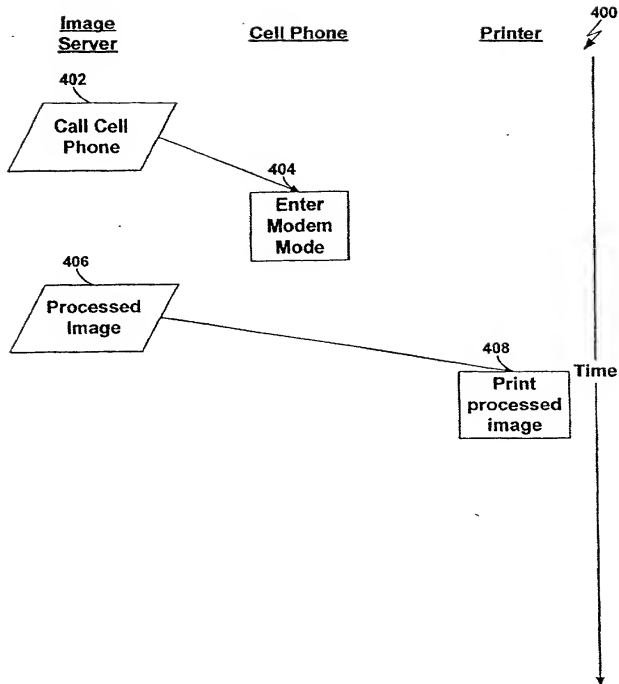 400
Image
Server
Cell Phone
Printer
402
Call Cell
Phone
404
Enter
Modem
Mode
406
Processed
Image
408
Print
processed
image
Time